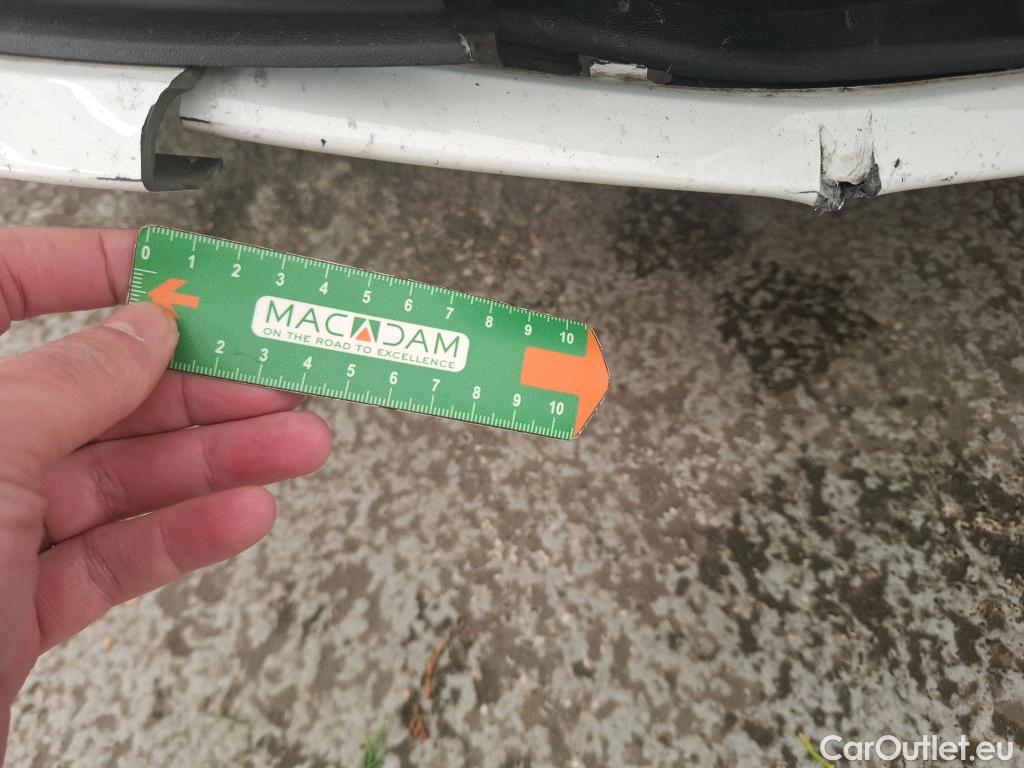 0 1 2 3 4 5 6 7 8 9 10
MACADAM
ON THE ROAD TO EXCELLENCE
2 3 4 5 6 7 8 9 10
CarOutlet.eu